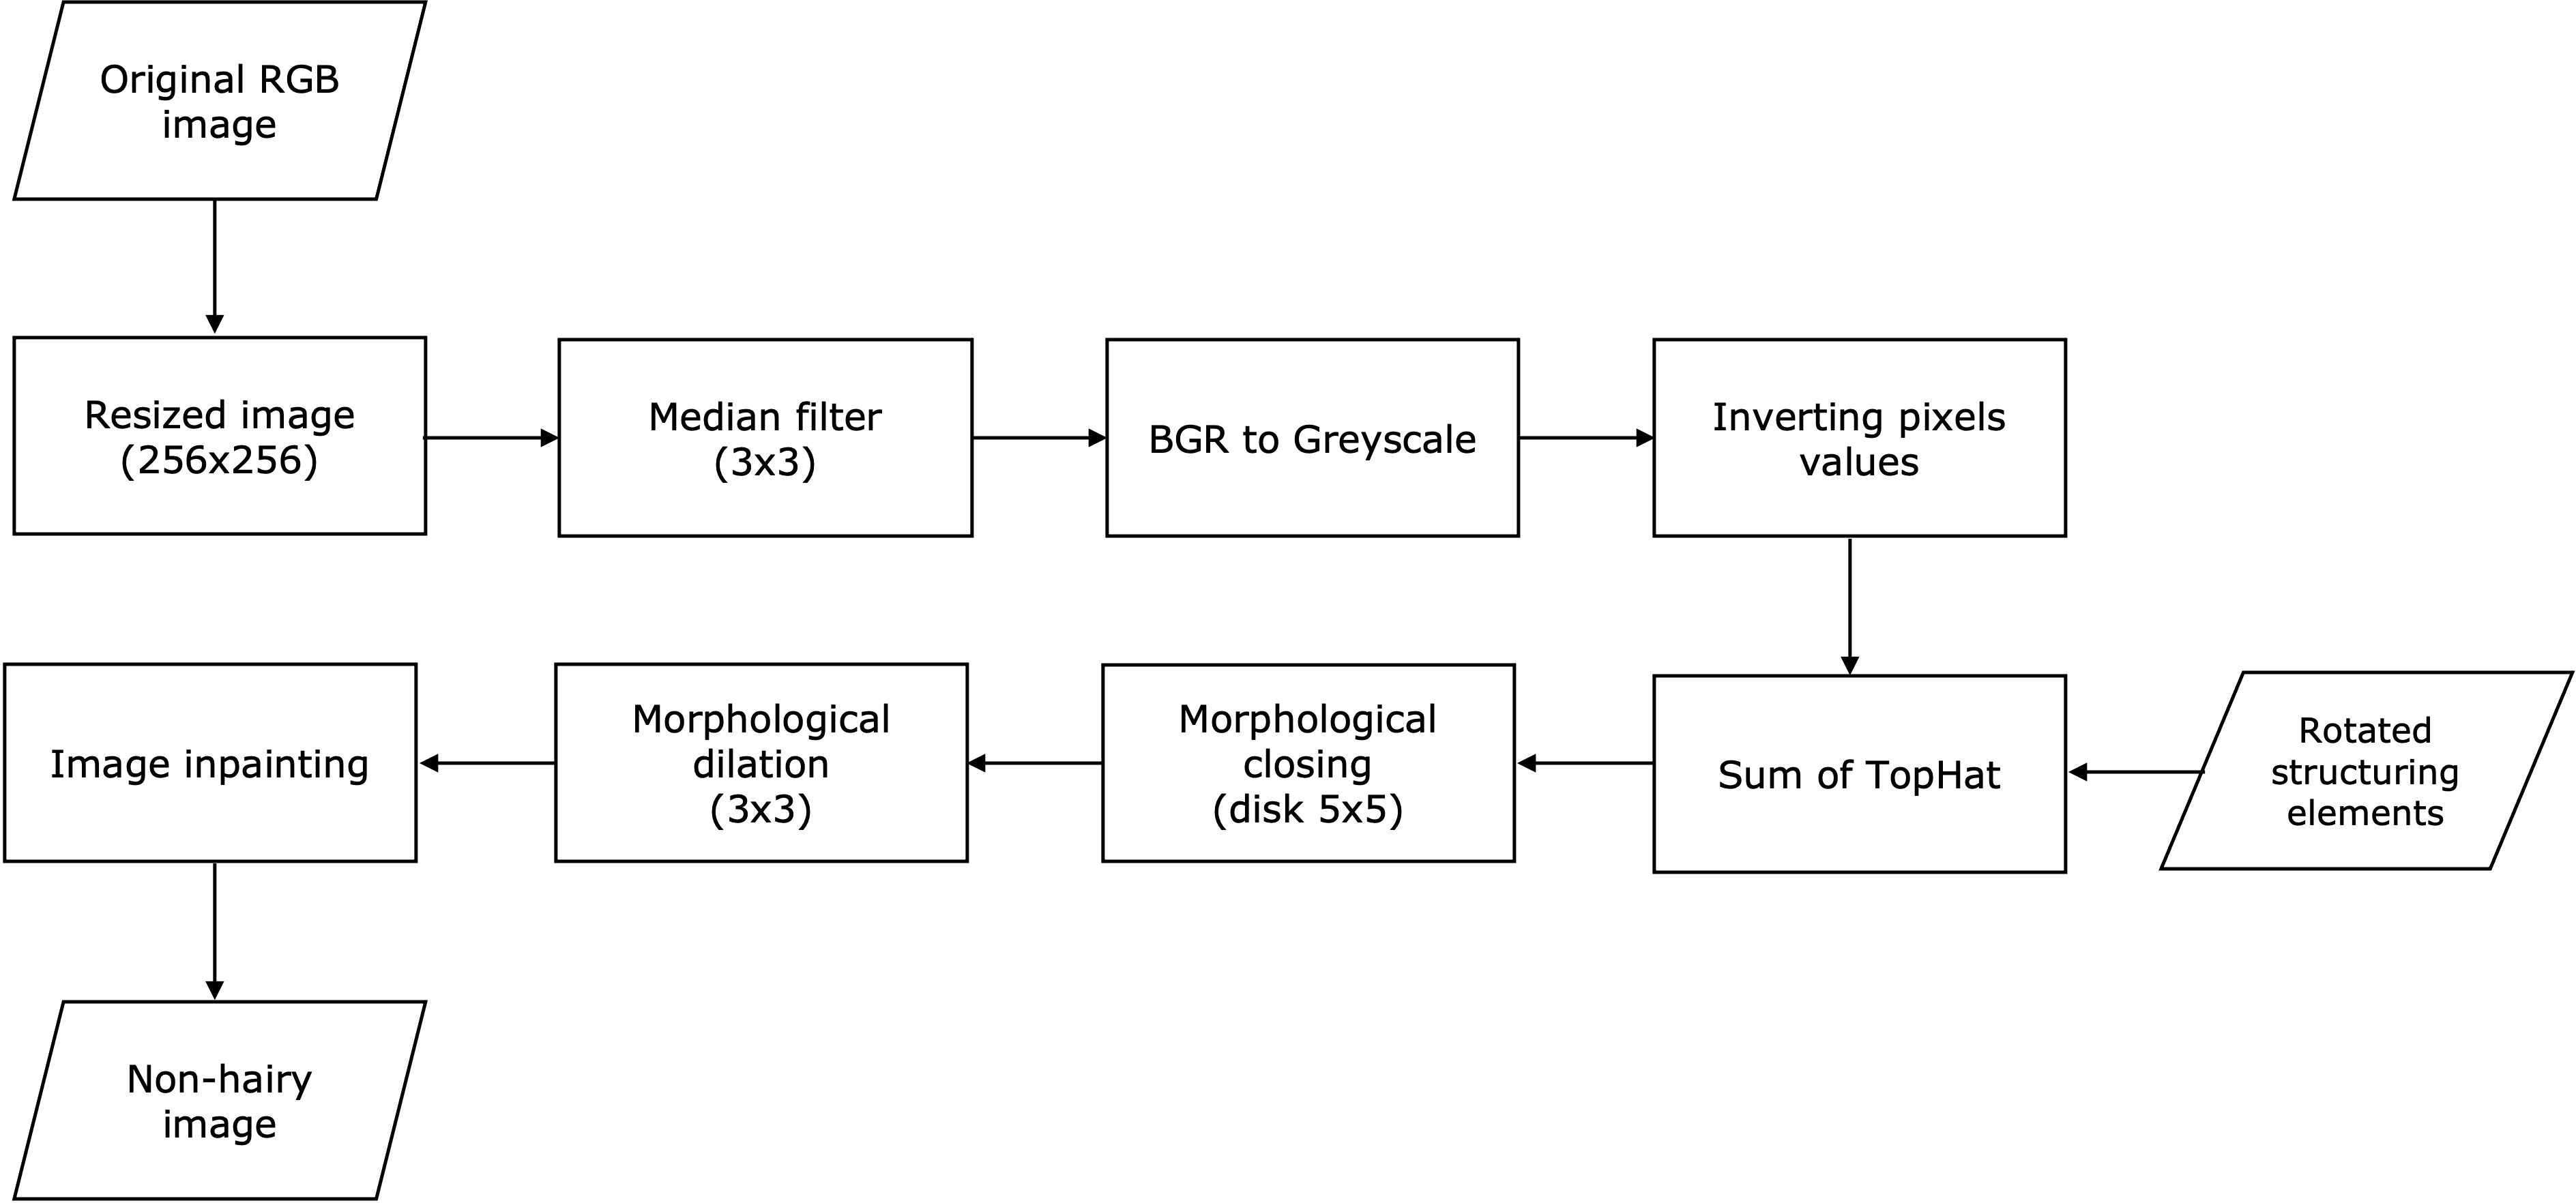 Original RGB
image
Resized image
(256x256)
Median filter
(3x3)
BGR to Greyscale
Inverting pixels
values
Image inpainting
Morphological
dilation
(3x3)
Morphological
closing
(disk 5x5)
Sum of TopHat
Rotated
structuring
elements
Non-hairy
image